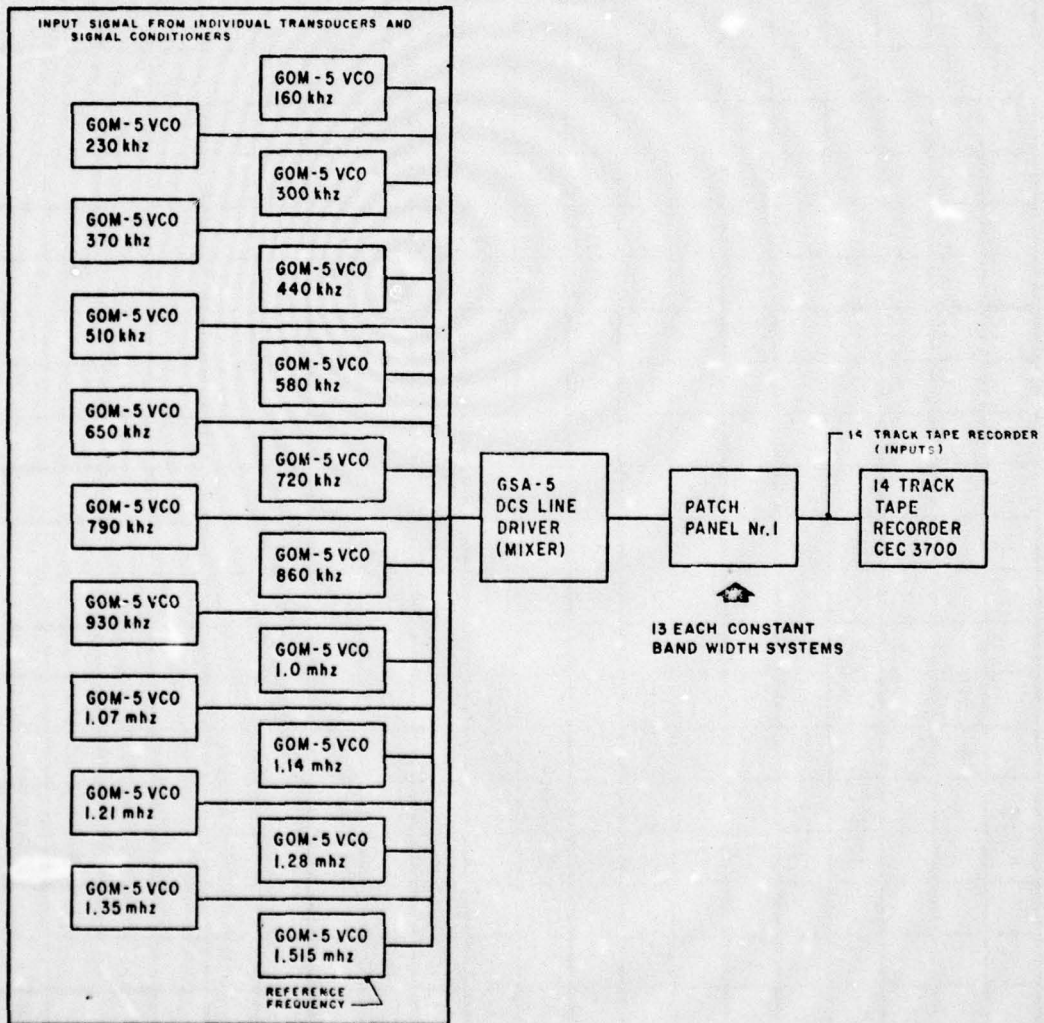 INPUT SIGNAL FROM INDIVIDUAL TRANSDUCERS AND
SIGNAL CONDITIONERS
GOM-5 VCO
160 khz
GOM-5 VCO
230 khz
GOM-5 VCO
300 khz
GOM-5 VCO
370 khz
GOM-5 VCO
440 khz
GOM-5 VCO
510 khz
GOM-5 VCO
580 khz
GOM-5 VCO
650 khz
GOM-5 VCO
720 khz
GOM-5 VCO
790 khz
GOM-5 VCO
860 khz
GOM-5 VCO
930 khz
GOM-5 VCO
1.0 mhz
GOM-5 VCO
1.07 mhz
GOM-5 VCO
1.14 mhz
GOM-5 VCO
1.21 mhz
GOM-5 VCO
1.28 mhz
GOM-5 VCO
1.35 mhz
GOM-5 VCO
1.515 mhz
REFERENCE
FREQUENCY
GSA-5
DCS LINE
DRIVER
(MIXER)
PATCH
PANEL Nr.1
13 EACH CONSTANT
BAND WIDTH SYSTEMS
14 TRACK TAPE RECORDER
(INPUTS)
14 TRACK
TAPE
RECORDER
CEC 3700